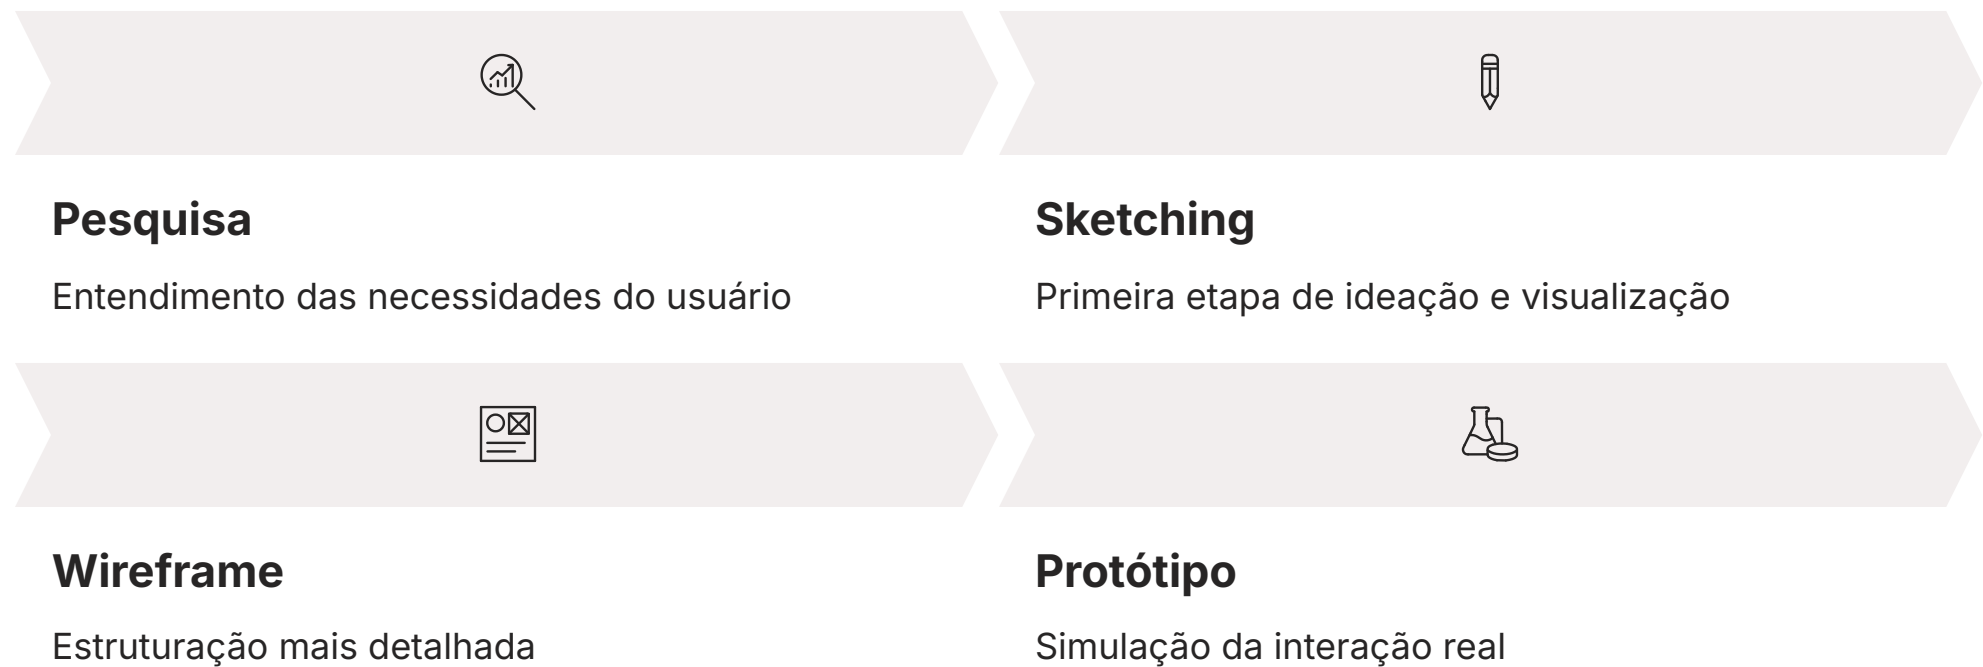 Pesquisa
Entendimento das necessidades do usuário
Sketching
Primeira etapa de ideação e visualização
Wireframe
Estruturação mais detalhada
Protótipo
Simulação da interação real